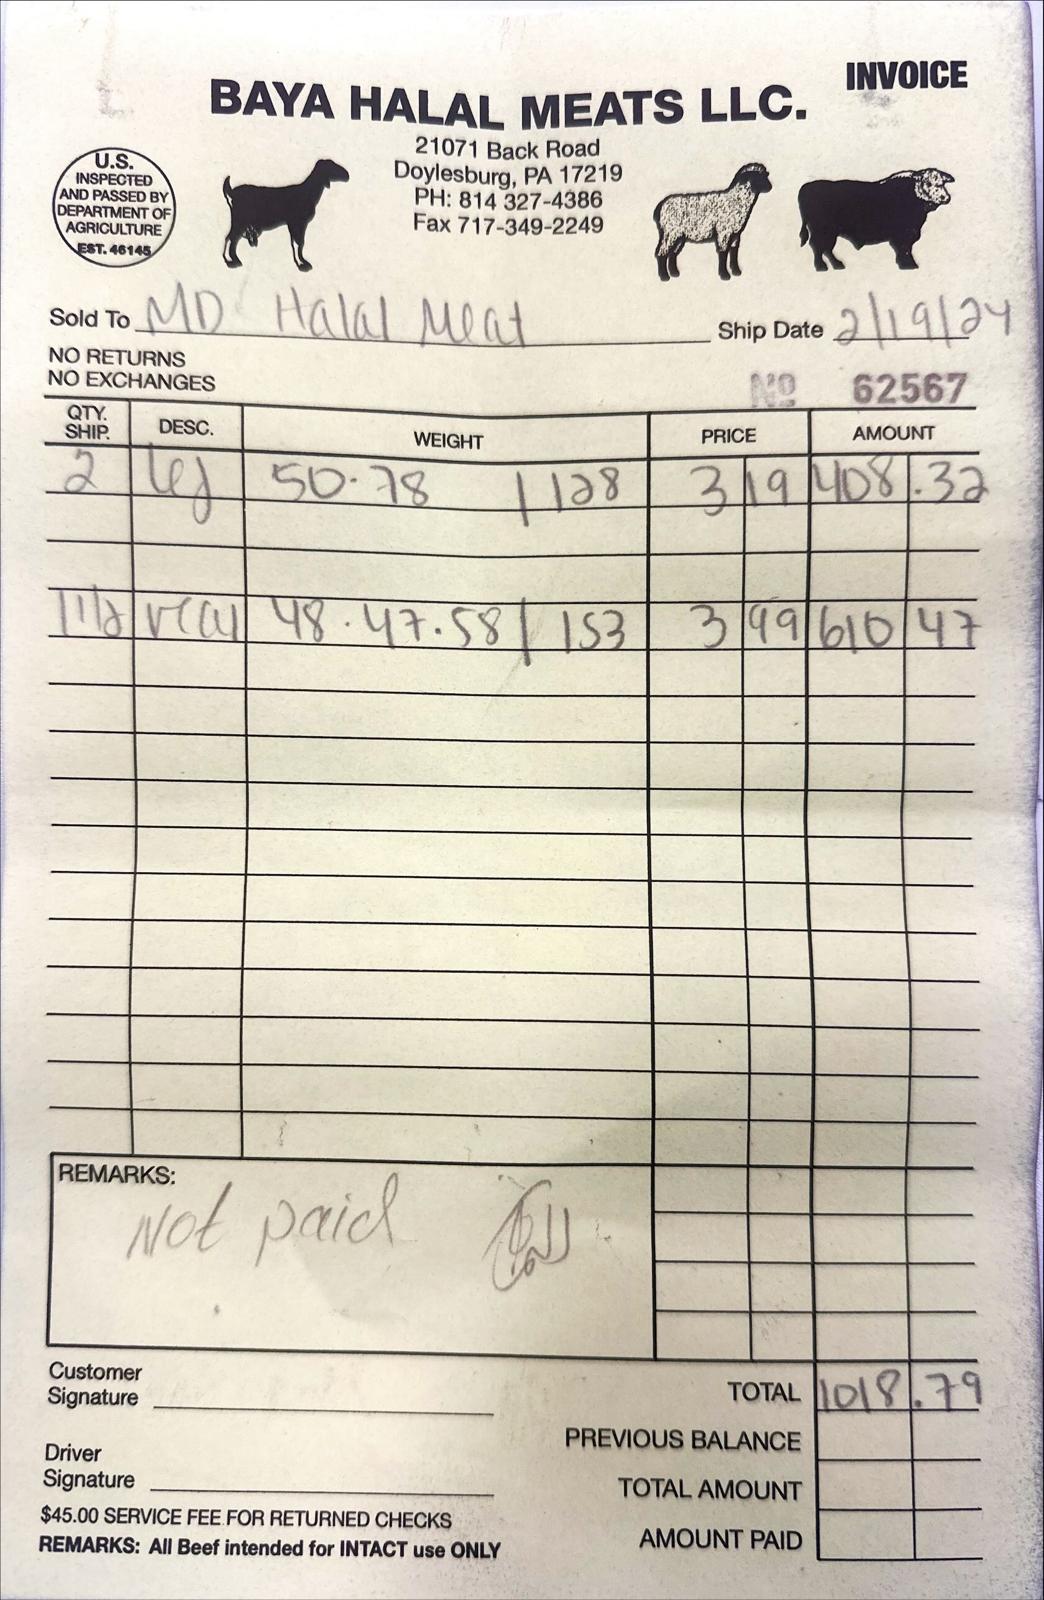 INVOICE
BAYA HALAL MEATS LLC.
21071 Back Road
Doylesburg, PA 17219
PH: 814 327-4386
Fax 717-349-2249
U.S.
INSPECTED
AND PASSED BY
DEPARTMENT OF
AGRICULTURE
EST. 46145
Sold To MD Halal Meat Ship Date 2/19/24
NO RETURNS
NO EXCHANGES
No 62567
QTY. SHIP. DESC. WEIGHT PRICE AMOUNT
2 leg 50.78 | 128 3 19 408.32
1 1/2 veal 48.47.58 | 153 3 99 610 47
REMARKS:
Not paid
Customer
Signature
TOTAL 1018.79
PREVIOUS BALANCE
Driver
Signature
TOTAL AMOUNT
$45.00 SERVICE FEE FOR RETURNED CHECKS
AMOUNT PAID
REMARKS: All Beef intended for INTACT use ONLY